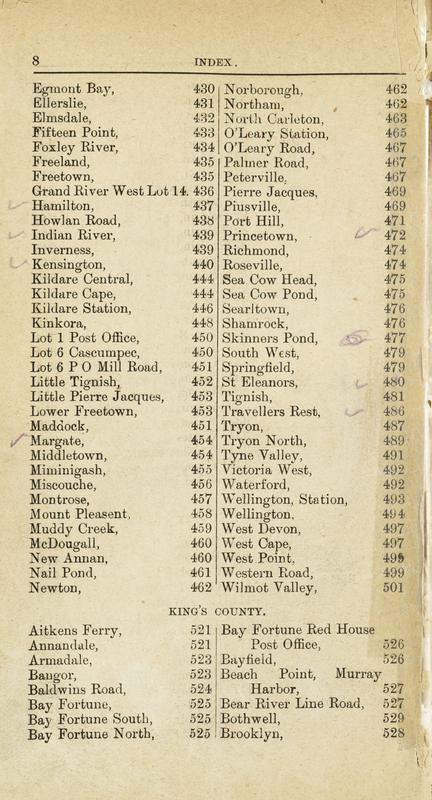 8
INDEX.
Egmont Bay, 430
Ellerslie, 431
Elmsdale, 432
Fifteen Point, 433
Foxley River, 434
Freeland, 435
Freetown, 435
Grand River West Lot 14. 436
Hamilton, 437
Howlan Road, 438
Indian River, 439
Inverness, 439
Kensington, 440
Kildare Central, 444
Kildare Cape, 444
Kildare Station, 446
Kinkora, 448
Lot 1 Post Office, 450
Lot 6 Cascumpec, 450
Lot 6 P O Mill Road, 451
Little Tignish, 452
Little Pierre Jacques, 453
Lower Freetown, 453
Maddock, 451
Margate, 454
Middletown, 454
Miminigash, 455
Miscouche, 456
Montrose, 457
Mount Pleasent, 458
Muddy Creek, 459
McDougall, 460
New Annan, 460
Nail Pond, 461
Newton, 462
Norborough, 462
Northam, 462
North Carleton, 463
O'Leary Station, 465
O'Leary Road, 467
Palmer Road, 467
Peterville, 467
Pierre Jacques, 469
Piusville, 469
Port Hill, 471
Princetown, 472
Richmond, 474
Roseville, 474
Sea Cow Head, 475
Sea Cow Pond, 475
Searltown, 476
Shamrock, 476
Skinners Pond, 477
South West, 479
Springfield, 479
St Eleanors, 480
Tignish, 481
Travellers Rest, 486
Tryon, 487
Tryon North, 489
Tyne Valley, 491
Victoria West, 492
Waterford, 492
Wellington, Station, 493
Wellington, 494
West Devon, 497
West Cape, 497
West Point, 498
Western Road, 499
Wilmot Valley, 501
KING'S COUNTY.
Aitkens Ferry, 521
Annandale, 521
Armadale, 523
Bangor, 523
Baldwins Road, 524
Bay Fortune, 525
Bay Fortune South, 525
Bay Fortune North, 525
Bay Fortune Red House
Post Office, 526
Bayfield, 526
Beach Point, Murray
Harbor, 527
Bear River Line Road, 527
Bothwell, 529
Brooklyn, 528